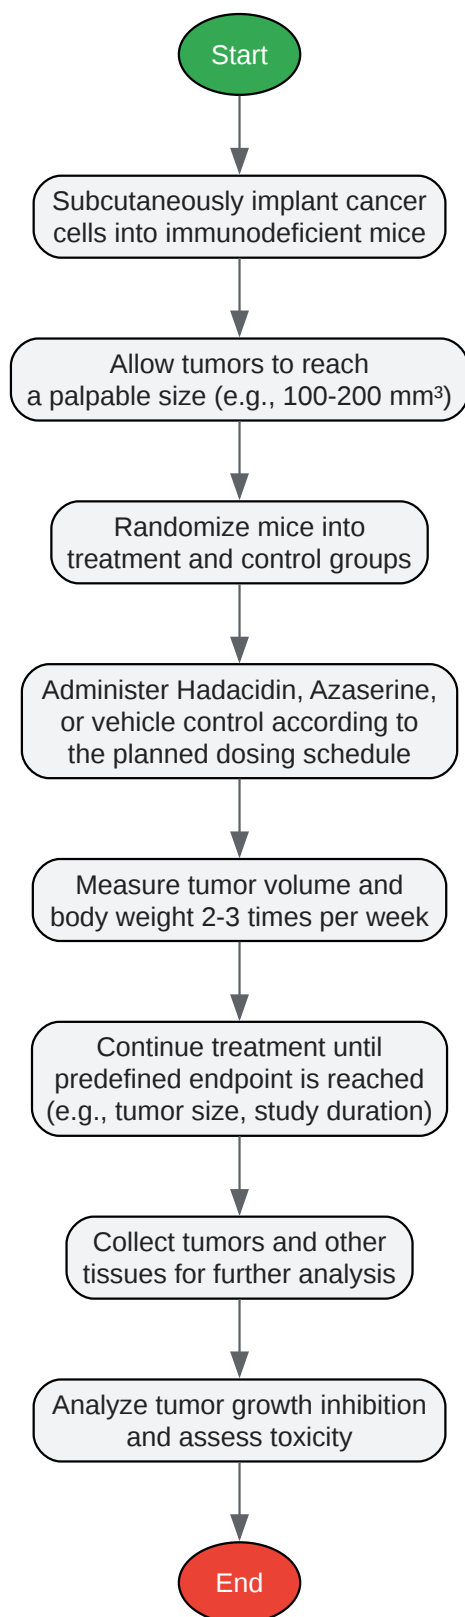 Start
Subcutaneously implant cancer
cells into immunodeficient mice
Allow tumors to reach
a palpable size (e.g., 100-200 mm³)
Randomize mice into
treatment and control groups
Administer Hadacidin, Azaserine,
or vehicle control according to
the planned dosing schedule
Measure tumor volume and
body weight 2-3 times per week
Continue treatment until
predefined endpoint is reached
(e.g., tumor size, study duration)
Collect tumors and other
tissues for further analysis
Analyze tumor growth inhibition
and assess toxicity
End